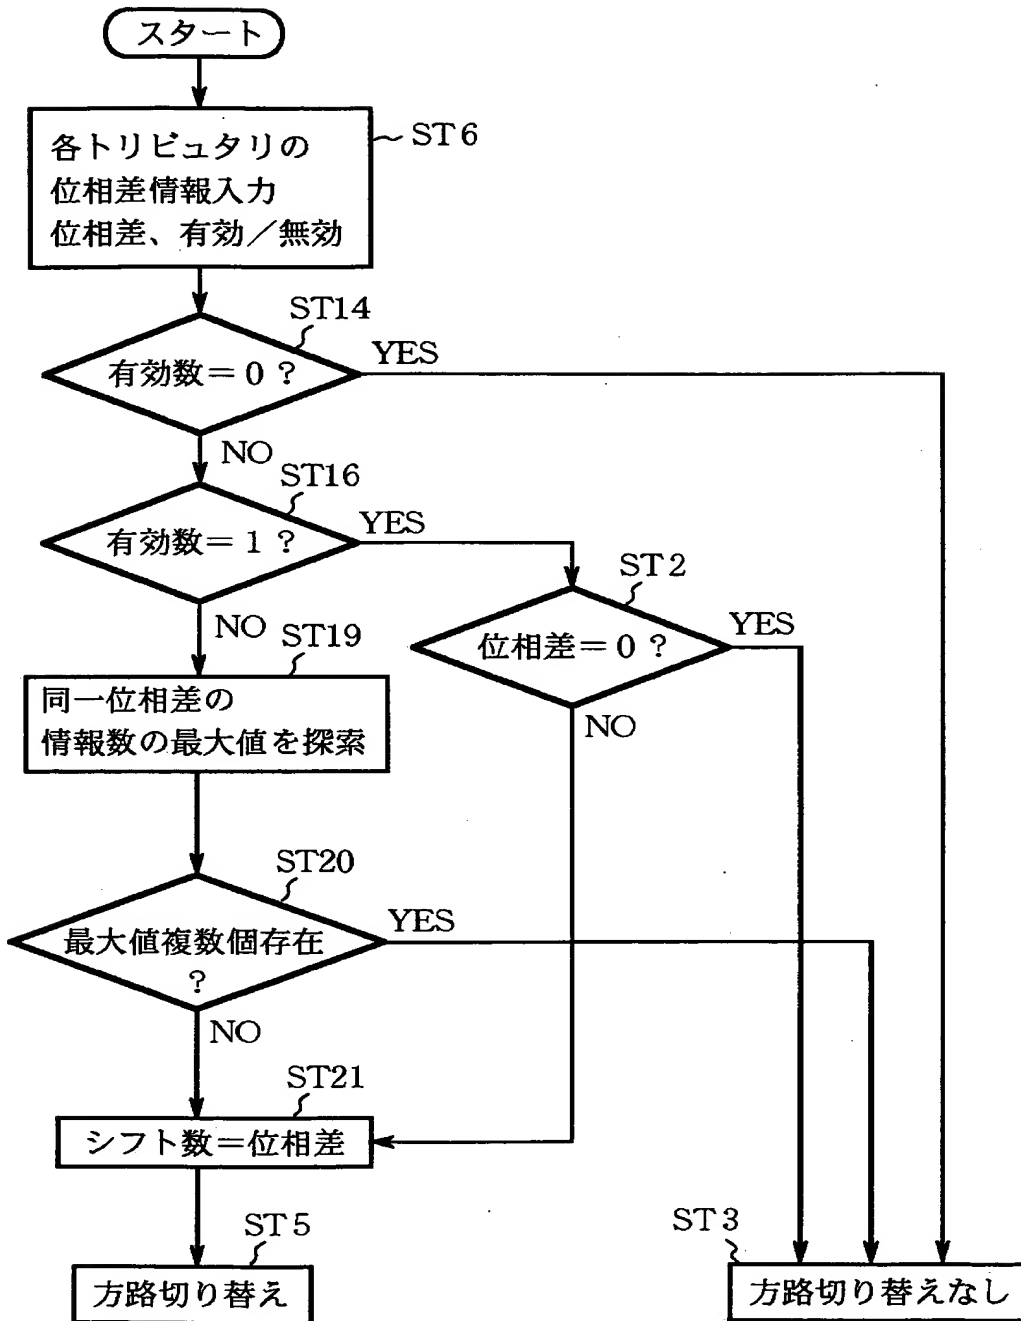 スタート
ST6
各トリビュタリの
位相差情報入力
位相差、有効／無効
ST14
有効数＝0？
YES
NO
ST16
有効数＝1？
YES
ST2
位相差＝0？
YES
NO
NO
ST19
同一位相差の
情報数の最大値を探索
ST20
最大値複数個存在
？
YES
NO
ST21
シフト数＝位相差
ST5
方路切り替え
ST3
方路切り替えなし